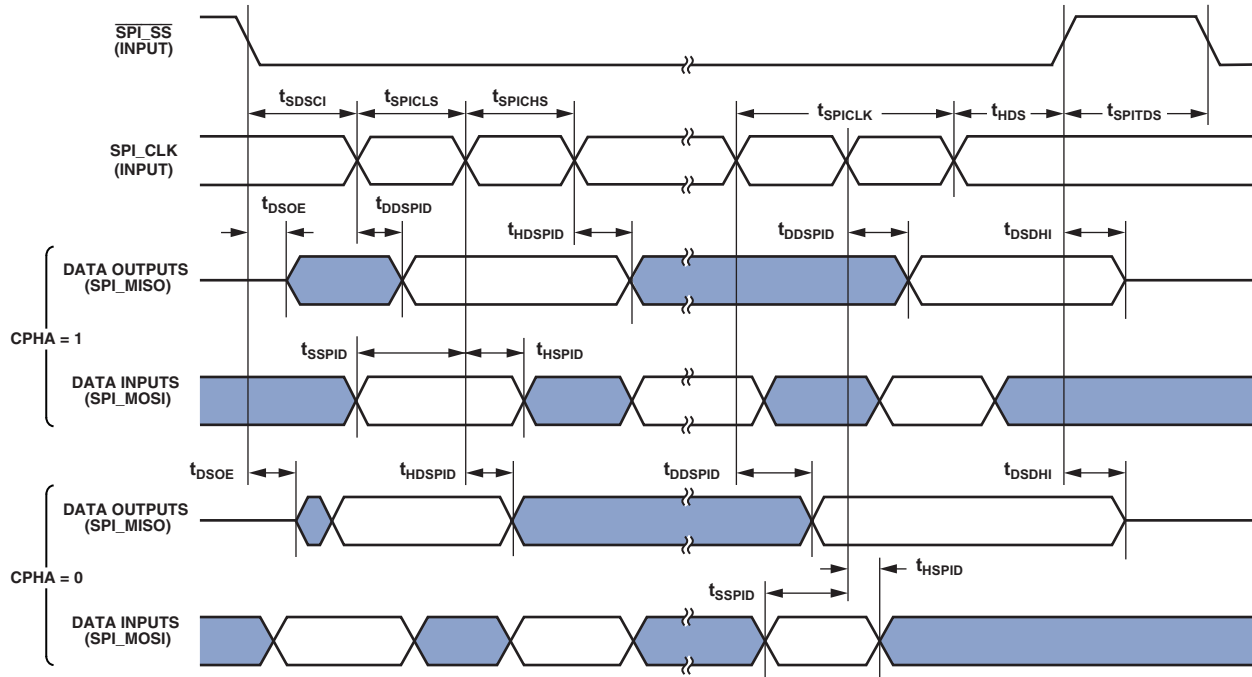 SPI_SS
(INPUT)
tSDSCI tSPICLS tSPICHS tSPICLK tHDS tSPITDS
SPI_CLK
(INPUT)
tDSOE tDDSPID tHDSPID tDDSPID tDSDHI
DATA OUTPUTS
(SPI_MISO)
CPHA = 1
tSSPID tHSPID
DATA INPUTS
(SPI_MOSI)
tDSOE tHDSPID tDDSPID tDSDHI
DATA OUTPUTS
(SPI_MISO)
CPHA = 0
tHSPID
tSSPID
DATA INPUTS
(SPI_MOSI)